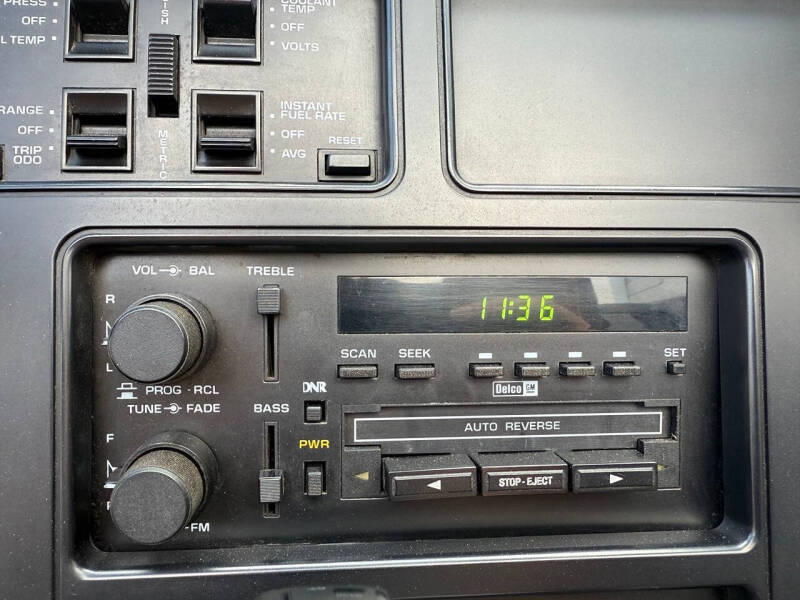 OFF
TEMP
ISH
COOLANT
TEMP
OFF
VOLTS
RANGE
OFF
TRIP
ODO
METRIC
INSTANT
FUEL RATE
OFF
AVG
RESET
VOL BAL
TREBLE
R
L
PROG - RCL
TUNE FADE
BASS
F
-FM
11:36
SCAN
SEEK
SET
Delco GM
DNR
PWR
AUTO REVERSE
STOP-EJECT